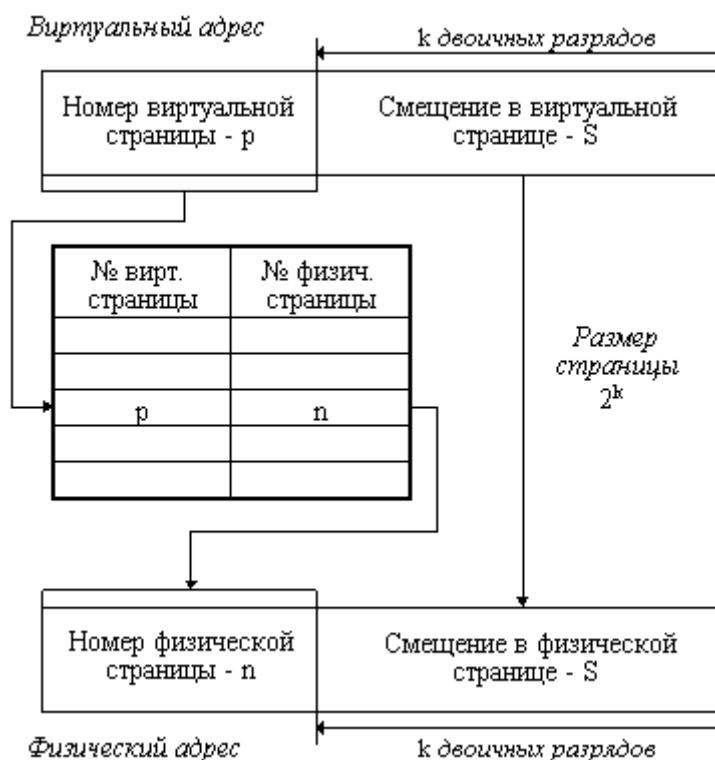 Виртуальный адрес
k двоичных разрядов
Номер виртуальной
страницы - p
Смещение в виртуальной
странице - S
№ вирт.
страницы
№ физич.
страницы
Размер
страницы
2^k
p
n
Номер физической
страницы - n
Смещение в физической
странице - S
Физический адрес
k двоичных разрядов